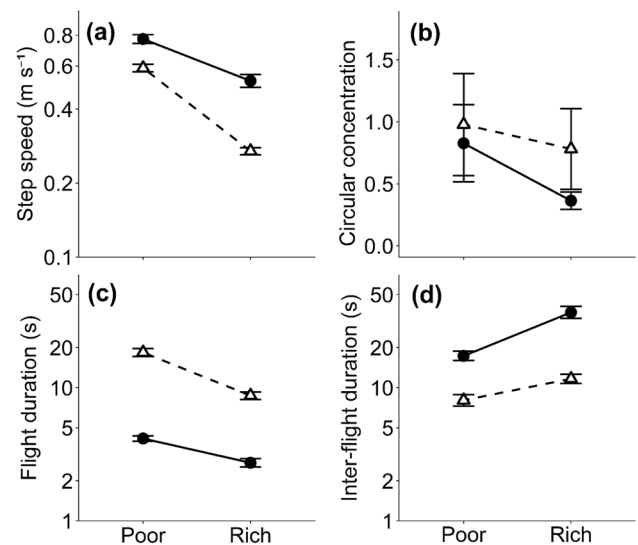 (a)
Step speed (m s⁻¹)
0.8
0.6
0.4
0.2
0.1
(b)
Circular concentration
1.5
1.0
0.5
0.0
(c)
Flight duration (s)
50
20
10
5
2
1
Poor Rich
(d)
Inter-flight duration (s)
50
20
10
5
2
1
Poor Rich